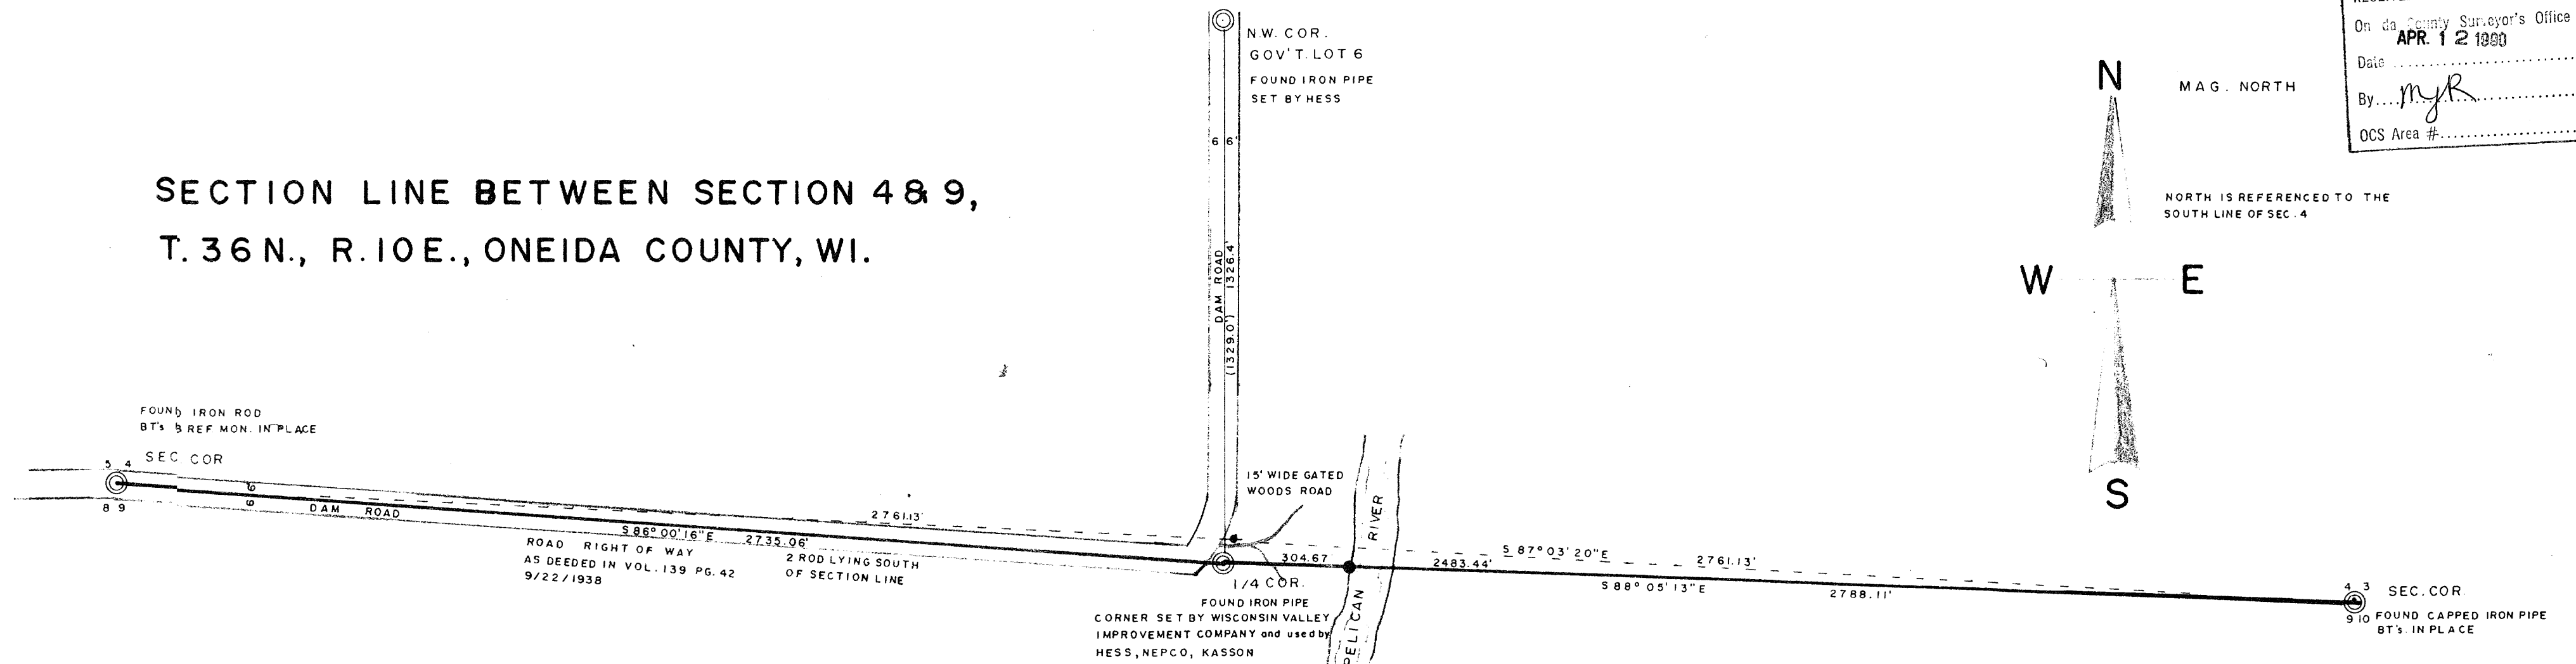 On da County Surveyor's Office
APR. 12 1990
Date
By.... MJR
OCS Area #
N
MAG. NORTH
NORTH IS REFERENCED TO THE
SOUTH LINE OF SEC. 4
W E
S
N.W. COR.
GOV'T. LOT 6
FOUND IRON PIPE
SET BY HESS
6 6'
DAM ROAD
(1329.0') 1326.4'
SECTION LINE BETWEEN SECTION 4 & 9,
T. 36 N., R. 10 E., ONEIDA COUNTY, WI.
FOUND IRON ROD
BT's & REF MON. IN PLACE
SEC COR
5 4
8 9
6
6
DAM ROAD
2761.13'
S 86° 00' 16" E 2735.06'
ROAD RIGHT OF WAY
AS DEEDED IN VOL. 139 PG. 42
9/22/1938
2 ROD LYING SOUTH
OF SECTION LINE
15' WIDE GATED
WOODS ROAD
304.67
1/4 COR.
FOUND IRON PIPE
CORNER SET BY WISCONSIN VALLEY
IMPROVEMENT COMPANY and used by
HESS, NEPCO, KASSON
PELICAN RIVER
S 87° 03' 20" E 2761.13'
2483.44'
S 88° 05' 13" E 2788.11'
4 3
9 10
SEC. COR.
FOUND CAPPED IRON PIPE
BT's. IN PLACE